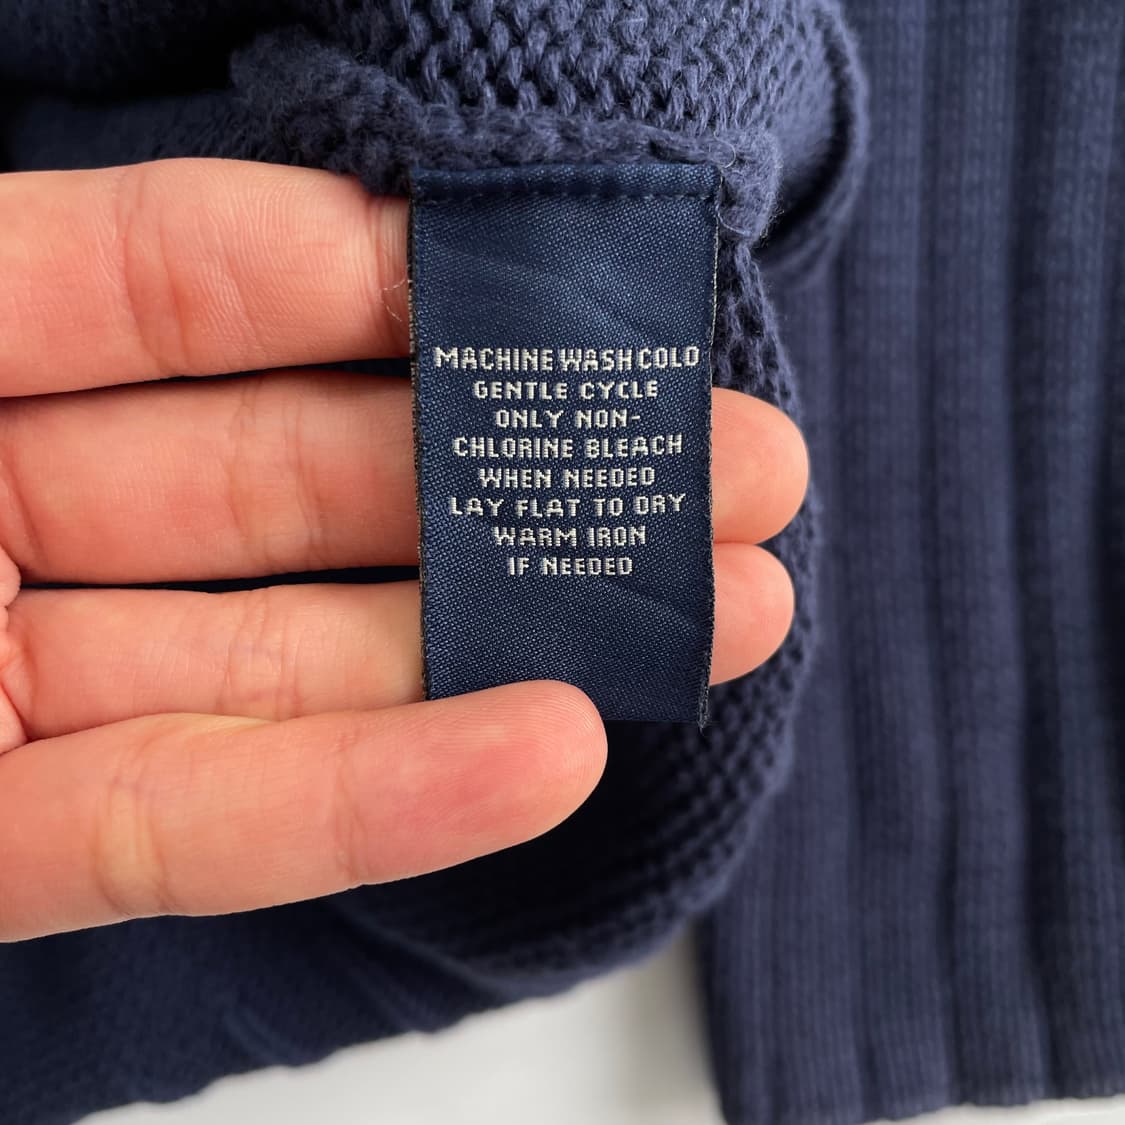 MACHINE WASH COLD
GENTLE CYCLE
ONLY NON-
CHLORINE BLEACH
WHEN NEEDED
LAY FLAT TO DRY
WARM IRON
IF NEEDED